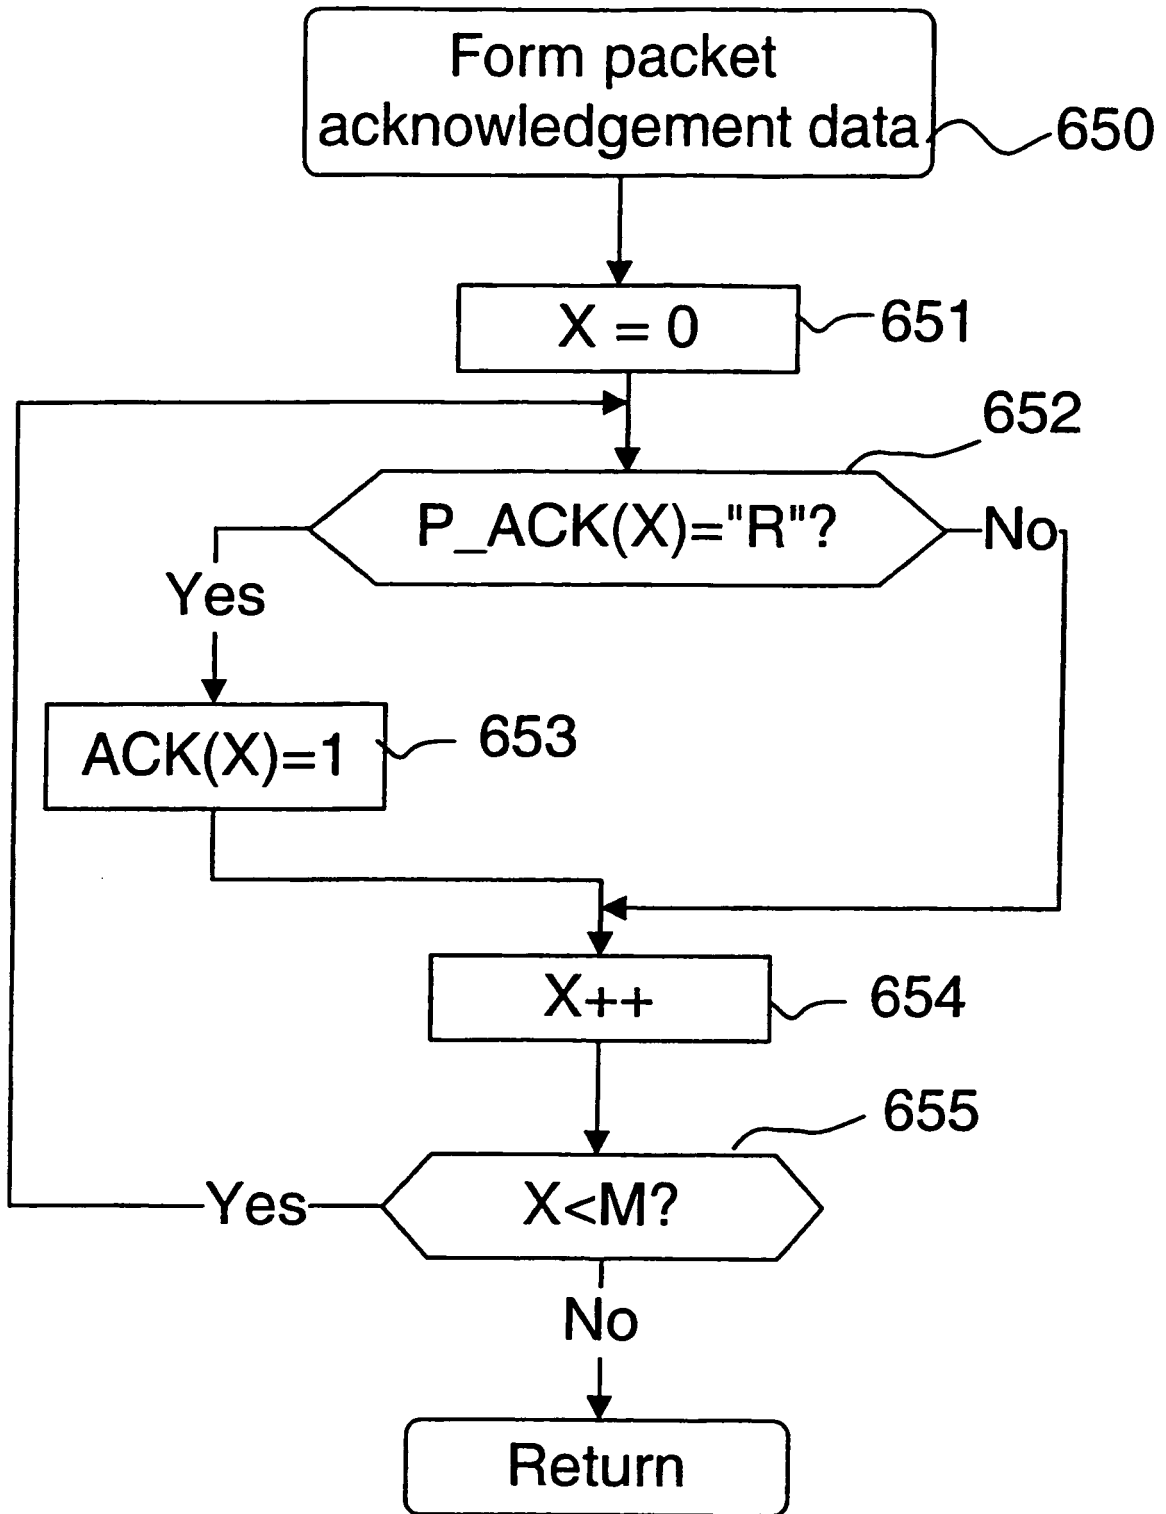 Form packet
acknowledgement data
650
X = 0
651
652
P_ACK(X)="R"?
No
Yes
ACK(X)=1
653
X++
654
655
X<M?
Yes
No
Return